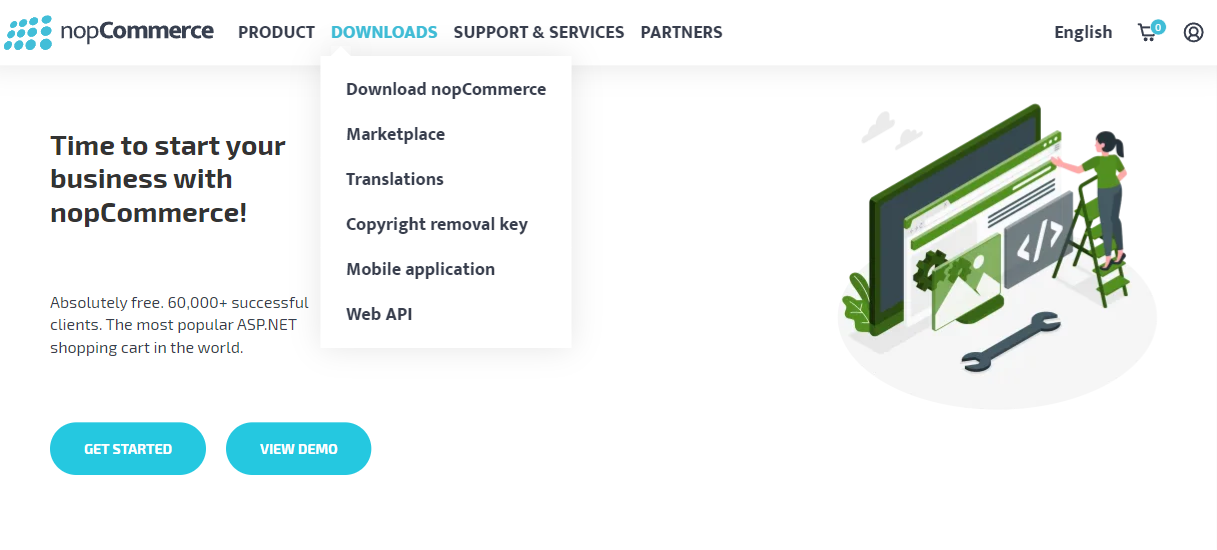 nopCommerce PRODUCT DOWNLOADS SUPPORT & SERVICES PARTNERS English 0
Download nopCommerce
Marketplace
Translations
Copyright removal key
Mobile application
Web API
Time to start your
business with
nopCommerce!
Absolutely free. 60,000+ successful
clients. The most popular ASP.NET
shopping cart in the world.
GET STARTED VIEW DEMO